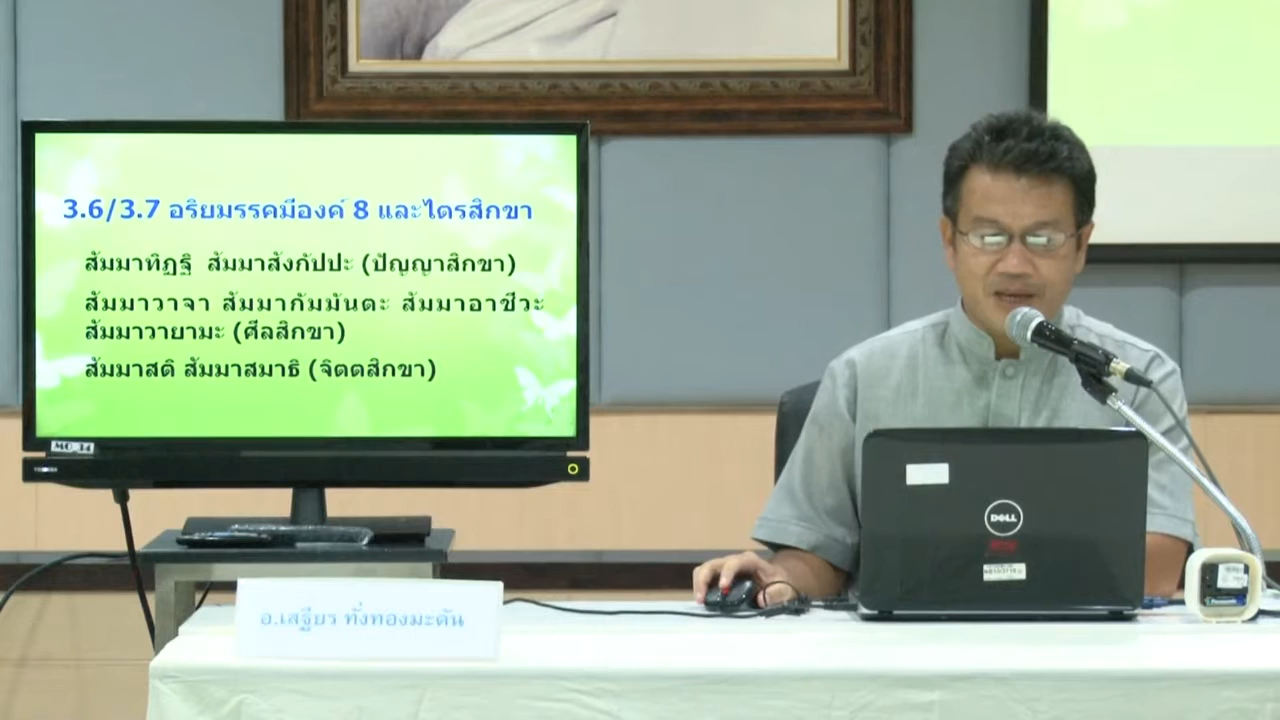 3.6/3.7 อริยมรรคมีองค์ 8 และไตรสิกขา
สัมมาทิฏฐิ สัมมาสังกัปปะ (ปัญญาสิกขา)
สัมมาวาจา สัมมากัมมันตะ สัมมาอาชีวะ
สัมมาวายามะ (ศีลสิกขา)
สัมมาสติ สัมมาสมาธิ (จิตตสิกขา)
MC 34
TOSHIBA
DELL
อ.เสฐียร ทั่งทองมะดัน